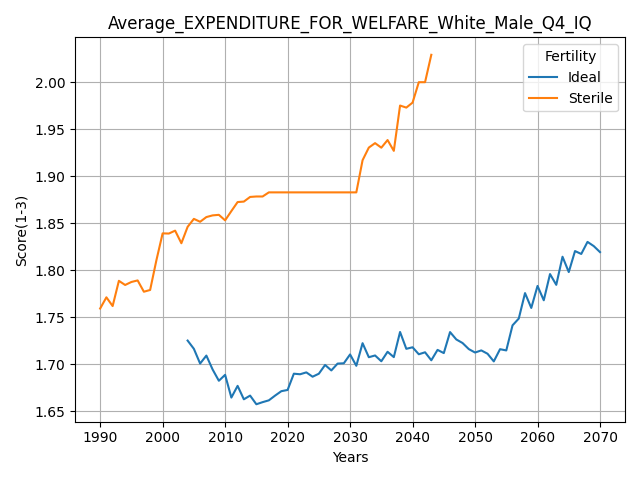 Average_EXPENDITURE_FOR_WELFARE_White_Male_Q4_IQ
Fertility
Ideal
Sterile
Score(1-3)
2.00
1.95
1.90
1.85
1.80
1.75
1.70
1.65
1990 2000 2010 2020 2030 2040 2050 2060 2070
Years